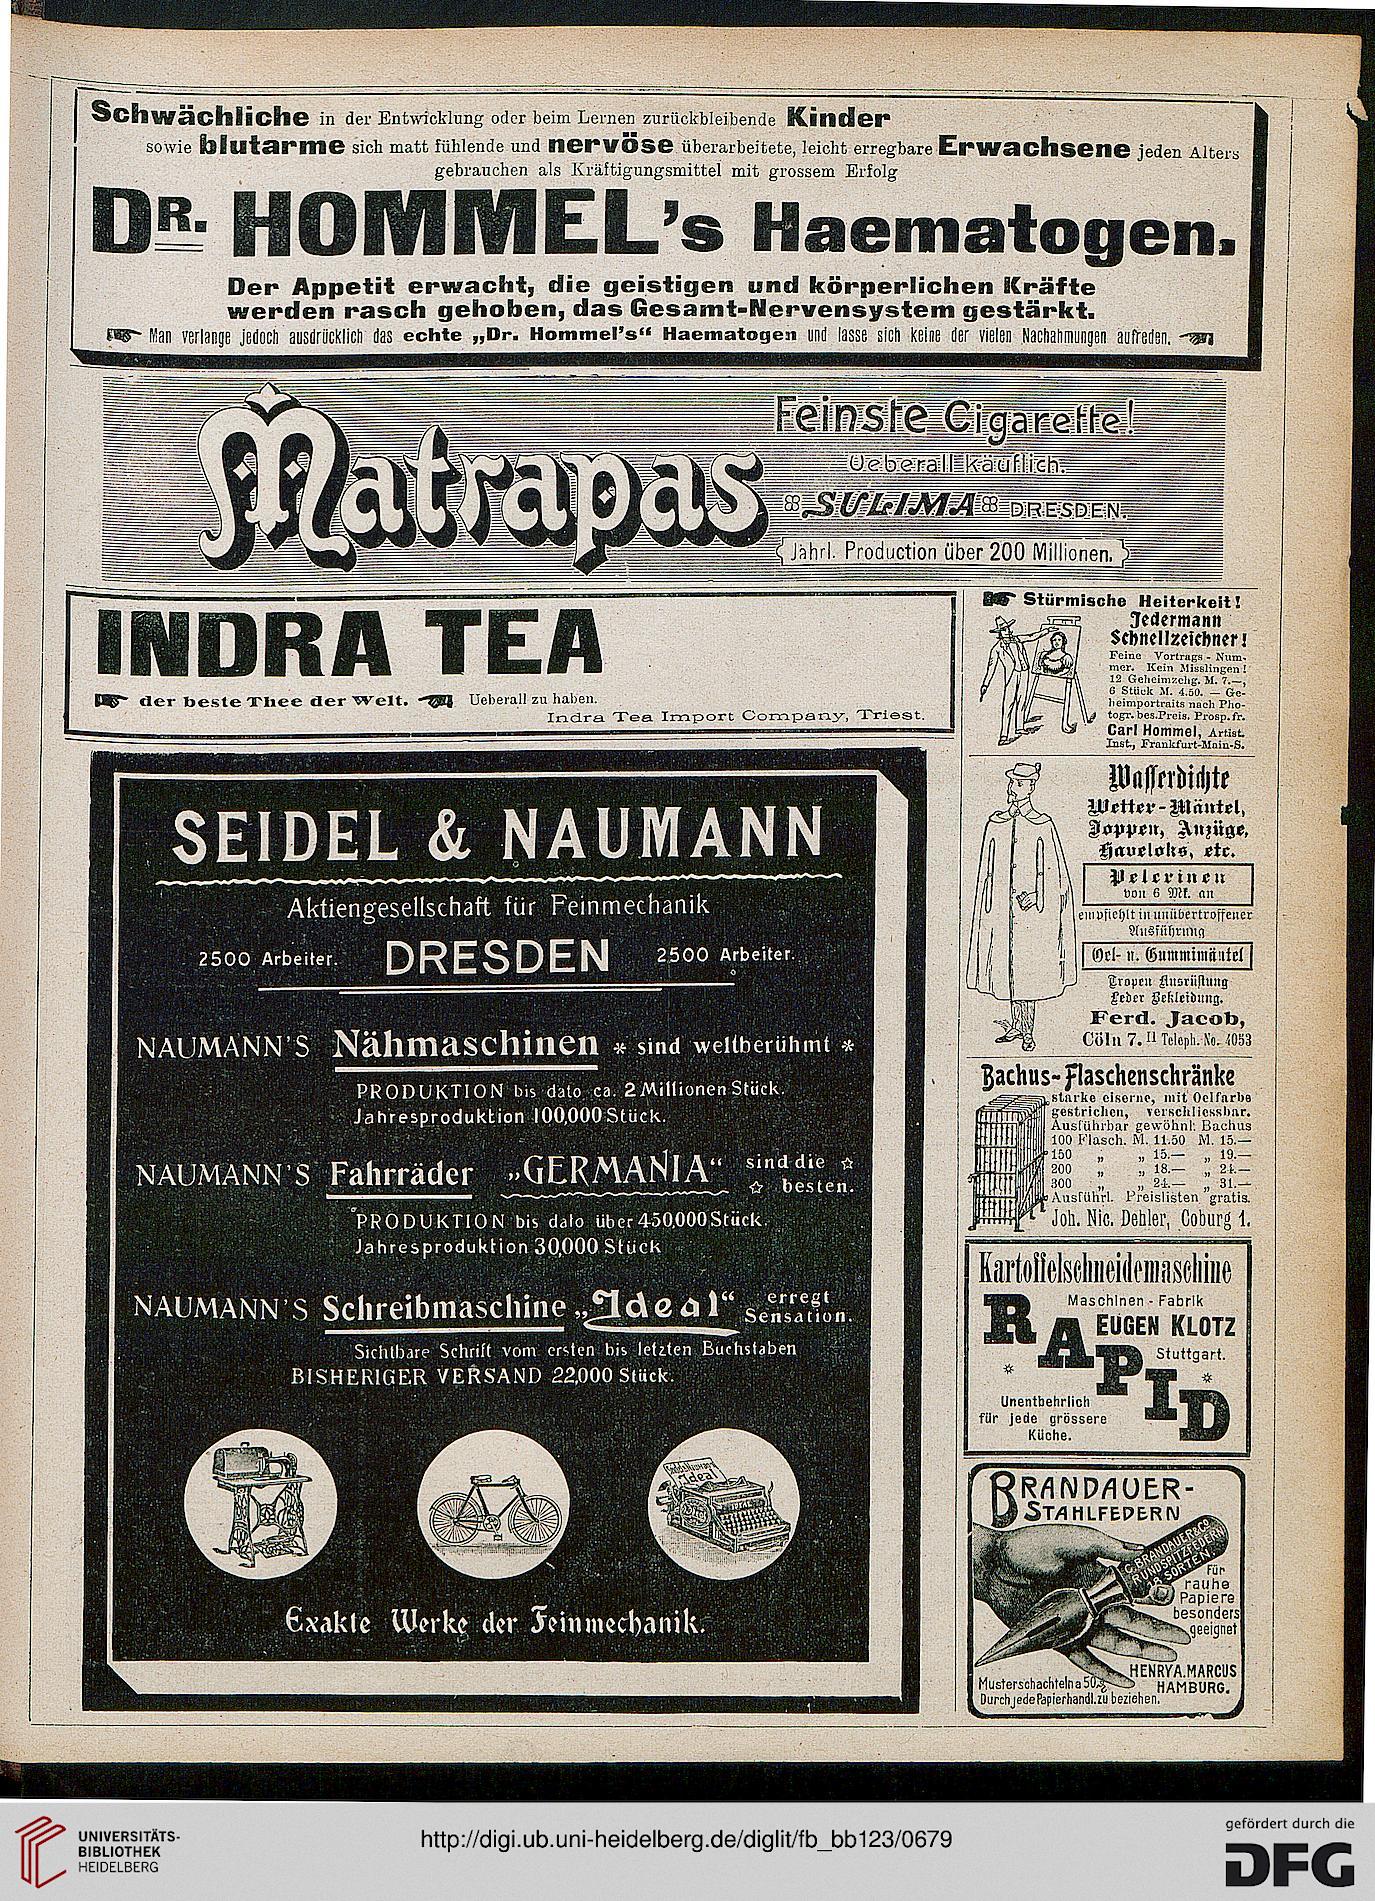 Schwächliche in der Entwicklung oder beim Lernen zurückbleibende Kinder
sowie blutarme sich matt fühlende und nervöse überarbeitete, leicht erregbare Erwachsene jeden Alters
gebrauchen als Kräftigungsmittel mit grossem Erfolg
DR. HOMMEL's Haematogen.
Der Appetit erwacht, die geistigen und körperlichen Kräfte
werden rasch gehoben, das Gesamt-Nervensystem gestärkt.
Man verlange jedoch ausdrücklich das echte „Dr. Hommel's“ Haematogen und lasse sich keine der vielen Nachahmungen aufreden.
Matrapas
Feinste Cigarette!
Ueberall käuflich.
SULIMA DRESDEN.
Jährl. Production über 200 Millionen.
INDRA TEA
der beste Thee der Welt. Ueberall zu haben.
Indra Tea Import Company, Triest.
SEIDEL & NAUMANN
Aktiengesellschaft für Feinmechanik
2500 Arbeiter. DRESDEN 2500 Arbeiter.
NAUMANN'S Nähmaschinen * sind weltberühmt *
PRODUKTION bis dato ca. 2 Millionen Stück.
Jahresproduktion 100,000 Stück.
NAUMANN'S Fahrräder „GERMANIA“ sind die ☆
☆ besten.
PRODUKTION bis dato über 450,000 Stück.
Jahresproduktion 30,000 Stück
NAUMANN'S Schreibmaschine „Ideal“ erregt
Sensation.
Sichtbare Schrift vom ersten bis letzten Buchstaben
BISHERIGER VERSAND 22,000 Stück.
Ideal
Exakte Werke der Feinmechanik.
Stürmische Heiterkeit!
Jedermann
Schnellzeichner!
Feine Vortrags-Num-
mer. Kein Misslingen!
12 Geheimzchg. M. 7.—,
6 Stück M. 4.50. — Ge-
heimportraits nach Pho-
togr. bes. Preis. Prosp. fr.
Carl Hommel, Artist.
Inst., Frankfurt-Main-S.
Wasserdichte
Wetter-Mäntel,
Joppen, Anzüge,
Haveloks, etc.
Pelerinen
von 6 Mk. an
empfiehlt in unübertroffener
Ausführung
Oel- u. Gummimäntel
Tropen Ausrüstung
Leder Bekleidung.
Ferd. Jacob,
Cöln 7. II Teleph. No. 4053
Bachus-Flaschenschränke
starke eiserne, mit Oelfarbe
gestrichen, verschliessbar.
Ausführbar gewöhnl: Bachus
100 Flasch. M. 11.50 M. 15.—
150 „ „ 15.— „ 19.—
200 „ „ 18.— „ 24.—
300 „ „ 24.— „ 31.—
Ausführl. Preislisten gratis.
Joh. Nic. Dehler, Coburg 1.
Kartoffelschneidemaschine
RAPID
Maschinen-Fabrik
EUGEN KLOTZ
Stuttgart.
Unentbehrlich
für jede grössere
Küche.
BRANDAUER-
STAHLFEDERN
C. BRANDAUER & CO
RUNDSPITZFEDERN
18 SORTEN
Für
rauhe
Papiere
besonders
geeignet
HENRY A. MARCUS
HAMBURG.
Musterschachteln a 50 ₰
Durch jede Papierhandl. zu beziehen.
UNIVERSITÄTS-
BIBLIOTHEK
HEIDELBERG
http://digi.ub.uni-heidelberg.de/diglit/fb_bb123/0679
gefördert durch die
DFG